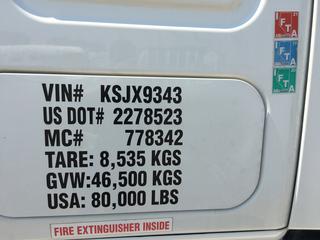 VIN# KSJX9343
US DOT# 2278523
MC# 778342
TARE: 8,535 KGS
GVW:46,500 KGS
USA: 80,000 LBS
FIRE EXTINGUISHER INSIDE
IFTA
IFTA
IFTA